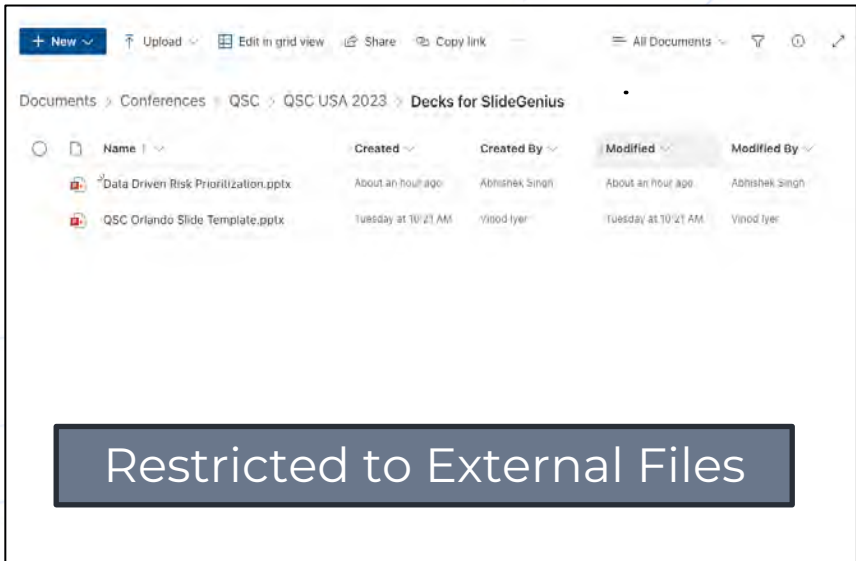 + New Upload Edit in grid view Share Copy link ... All Documents
Documents > Conferences > QSC > QSC USA 2023 > Decks for SlideGenius
Name ↑ Created Created By Modified Modified By
Data Driven Risk Prioritization.pptx About an hour ago Abhishek Singh About an hour ago Abhishek Singh
QSC Orlando Slide Template.pptx Tuesday at 10:21 AM Vinod Iyer Tuesday at 10:21 AM Vinod Iyer
Restricted to External Files